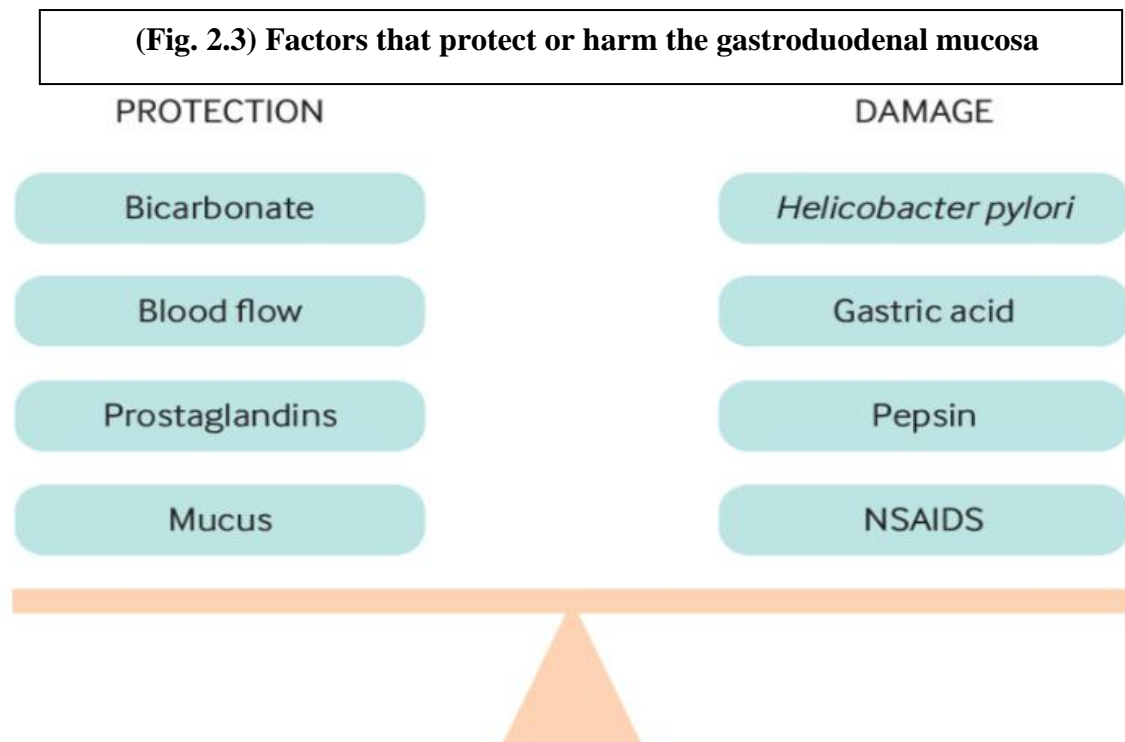 (Fig. 2.3) Factors that protect or harm the gastroduodenal mucosa
PROTECTION
DAMAGE
Bicarbonate
Helicobacter pylori
Blood flow
Gastric acid
Prostaglandins
Pepsin
Mucus
NSAIDS